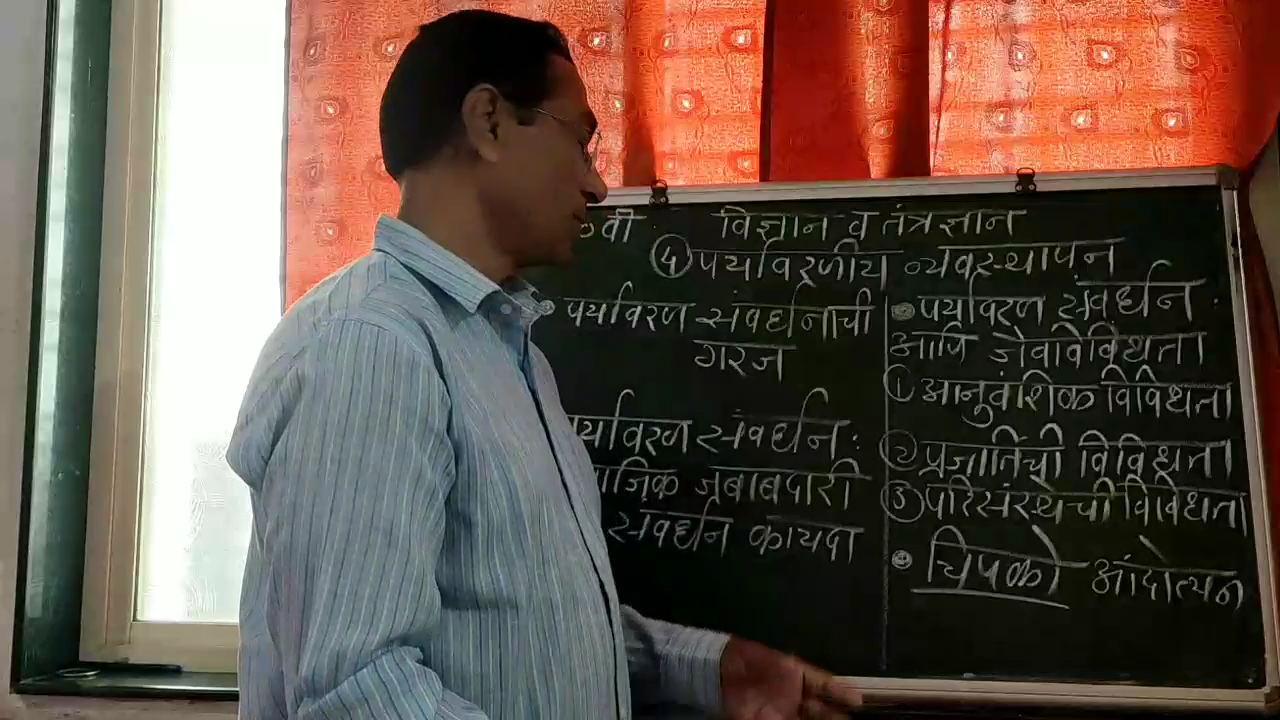 वी विज्ञान व तंत्रज्ञान
④ पर्यावरणीय व्यवस्थापन
• पर्यावरण संवर्धनाची
गरज
पर्यावरण संवर्धन :
जबाबदारी
संवर्धन कायदा
• पर्यावरण संवर्धन :
आणि जैवविविधता
① आनुवंशिक विविधता
② प्रजातिंची विविधता
③ परिसंस्थेची विविधता
• चिपको आंदोलन